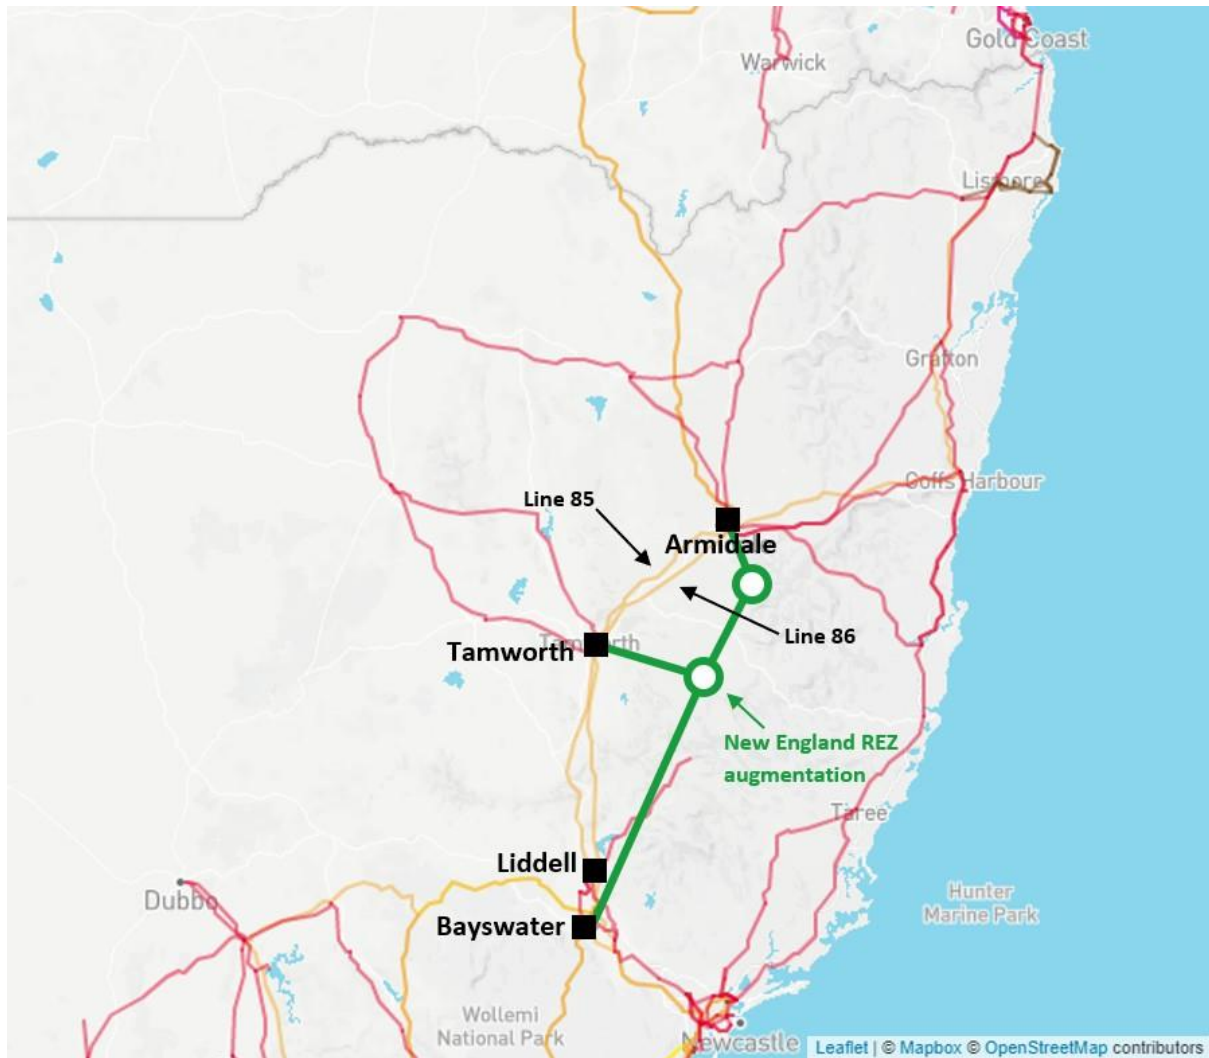 Gold Coast
Warwick
Lismore
Grafton
Coffs Harbour
Line 85
Armidale
Line 86
Tamworth
Tamworth
New England REZ
augmentation
Taree
Liddell
Dubbo
Hunter
Marine Park
Bayswater
Wollemi
National Park
Newcastle
Leaflet | © Mapbox © OpenStreetMap contributors